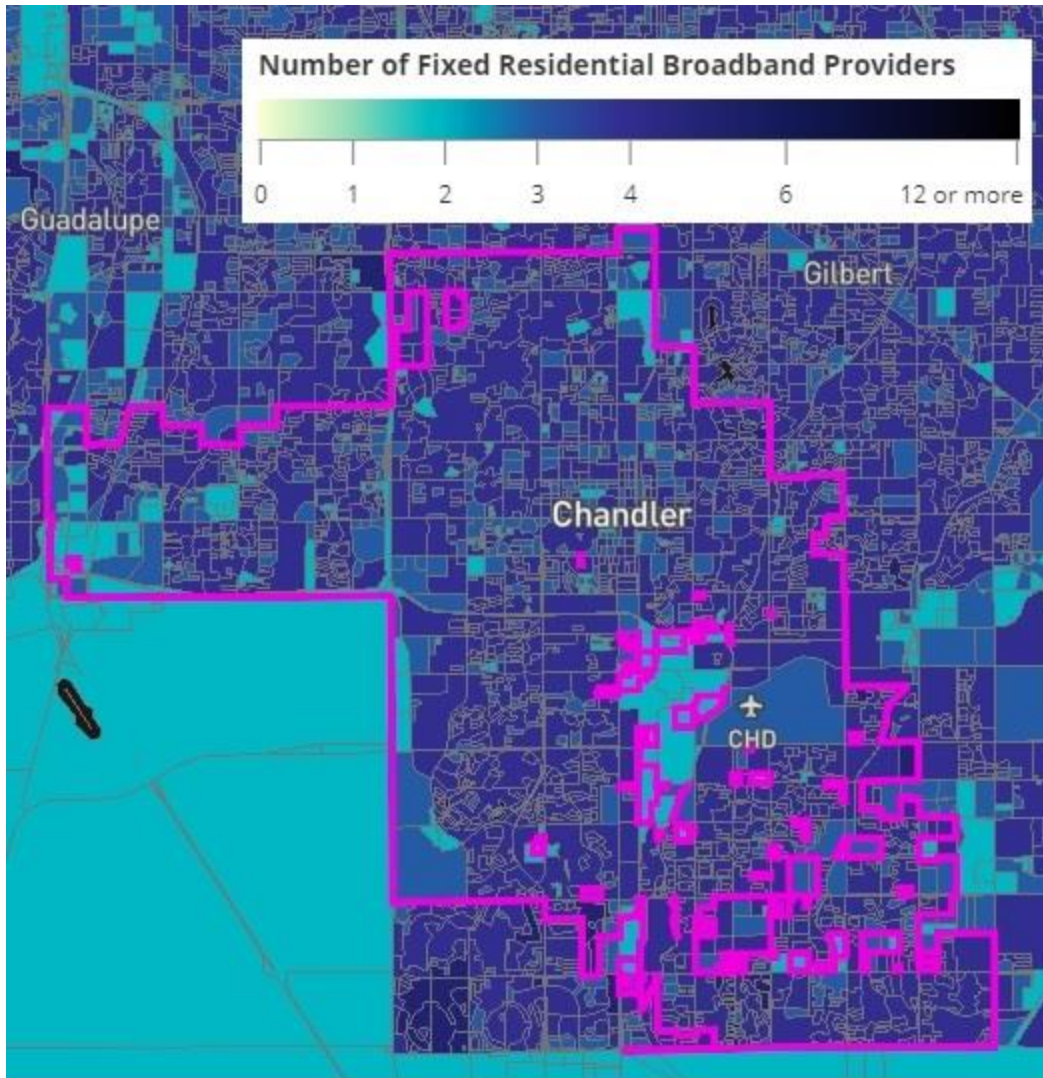 Number of Fixed Residential Broadband Providers
0 1 2 3 4 6 12 or more
Guadalupe
Gilbert
Chandler
CHD